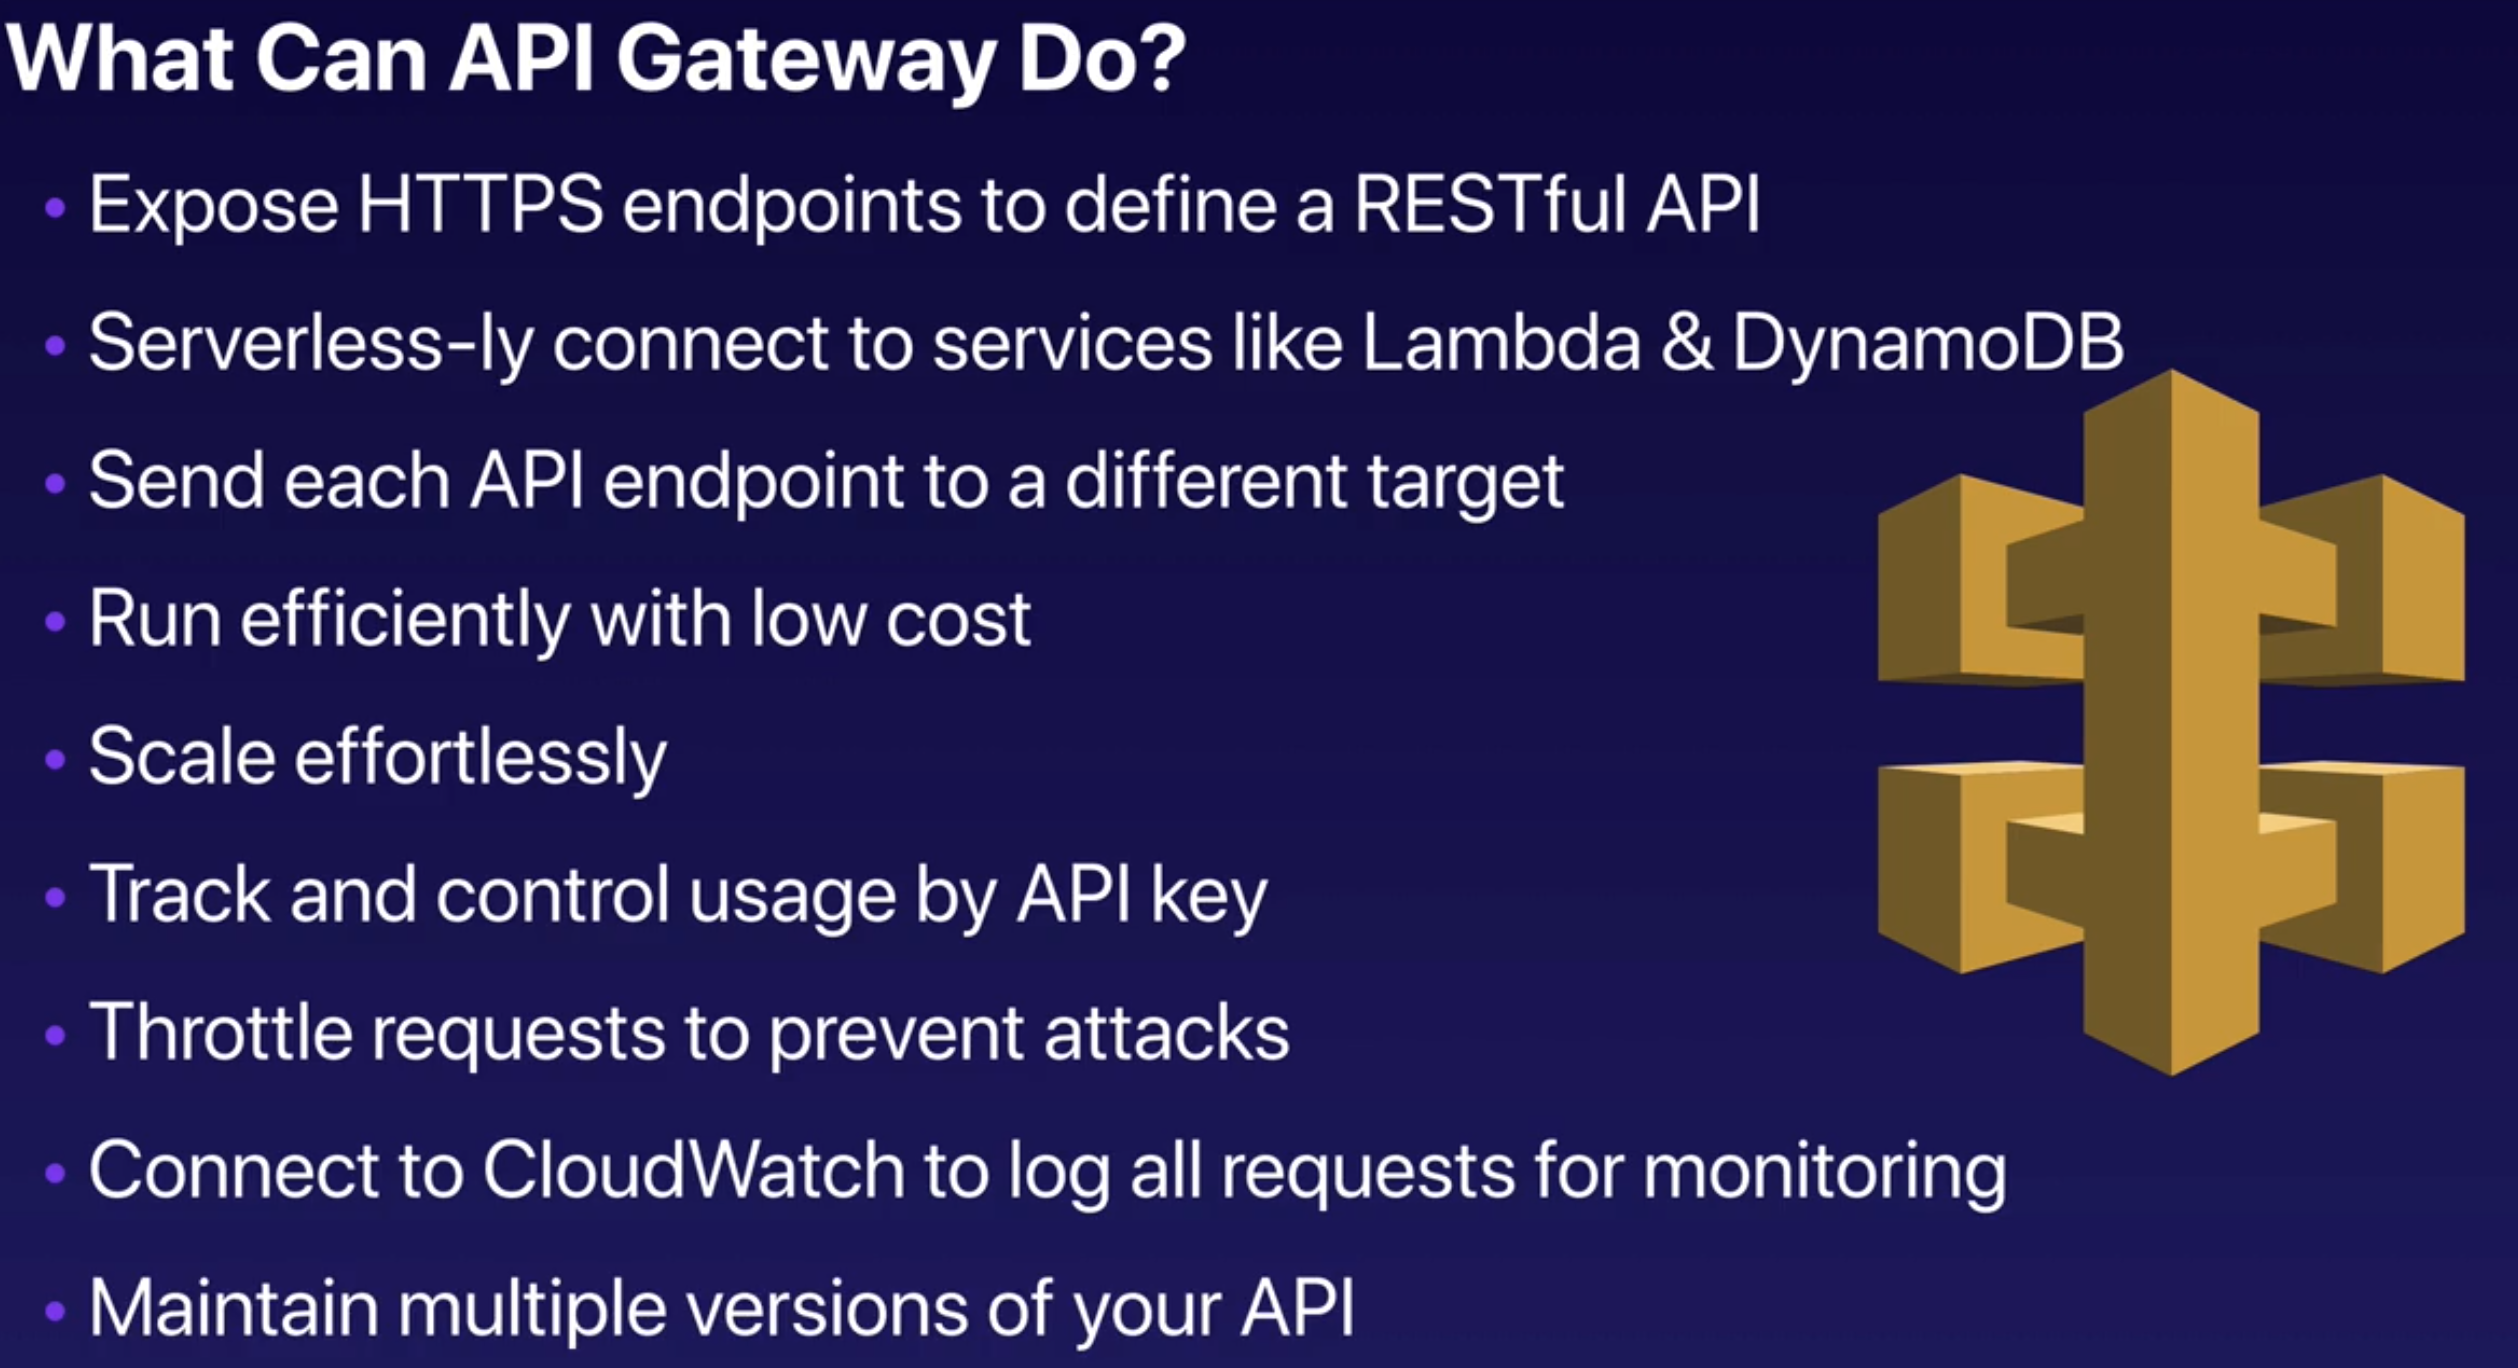 What Can API Gateway Do?
• Expose HTTPS endpoints to define a RESTful API
• Serverless-ly connect to services like Lambda & DynamoDB
• Send each API endpoint to a different target
• Run efficiently with low cost
• Scale effortlessly
• Track and control usage by API key
• Throttle requests to prevent attacks
• Connect to CloudWatch to log all requests for monitoring
• Maintain multiple versions of your API